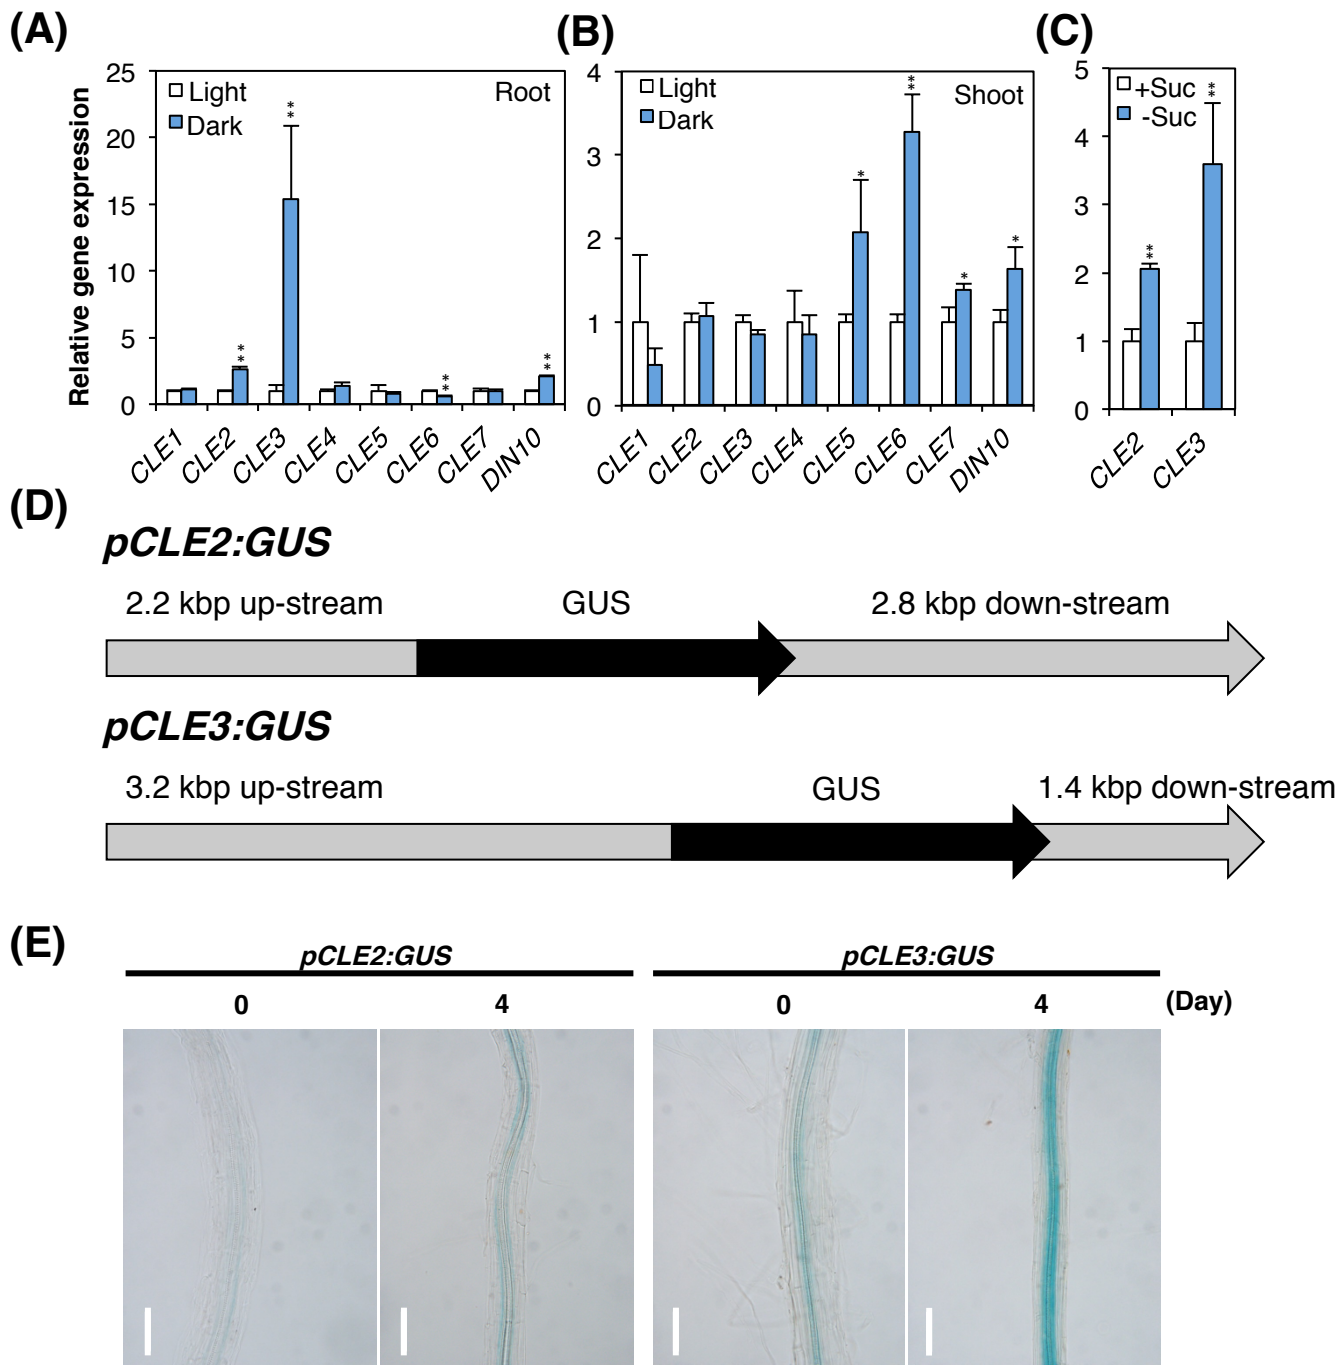 (A)
Relative gene expression
25
20
15
10
5
0
Light
Dark
Root
**
**
**
**
CLE1
CLE2
CLE3
CLE4
CLE5
CLE6
CLE7
DIN10
(B)
4
3
2
1
0
Light
Dark
Shoot
*
**
*
*
CLE1
CLE2
CLE3
CLE4
CLE5
CLE6
CLE7
DIN10
(C)
5
4
3
2
1
0
+Suc
-Suc
**
**
CLE2
CLE3
(D)
pCLE2:GUS
2.2 kbp up-stream GUS 2.8 kbp down-stream
pCLE3:GUS
3.2 kbp up-stream GUS 1.4 kbp down-stream
(E)
pCLE2:GUS pCLE3:GUS
0 4 0 4 (Day)